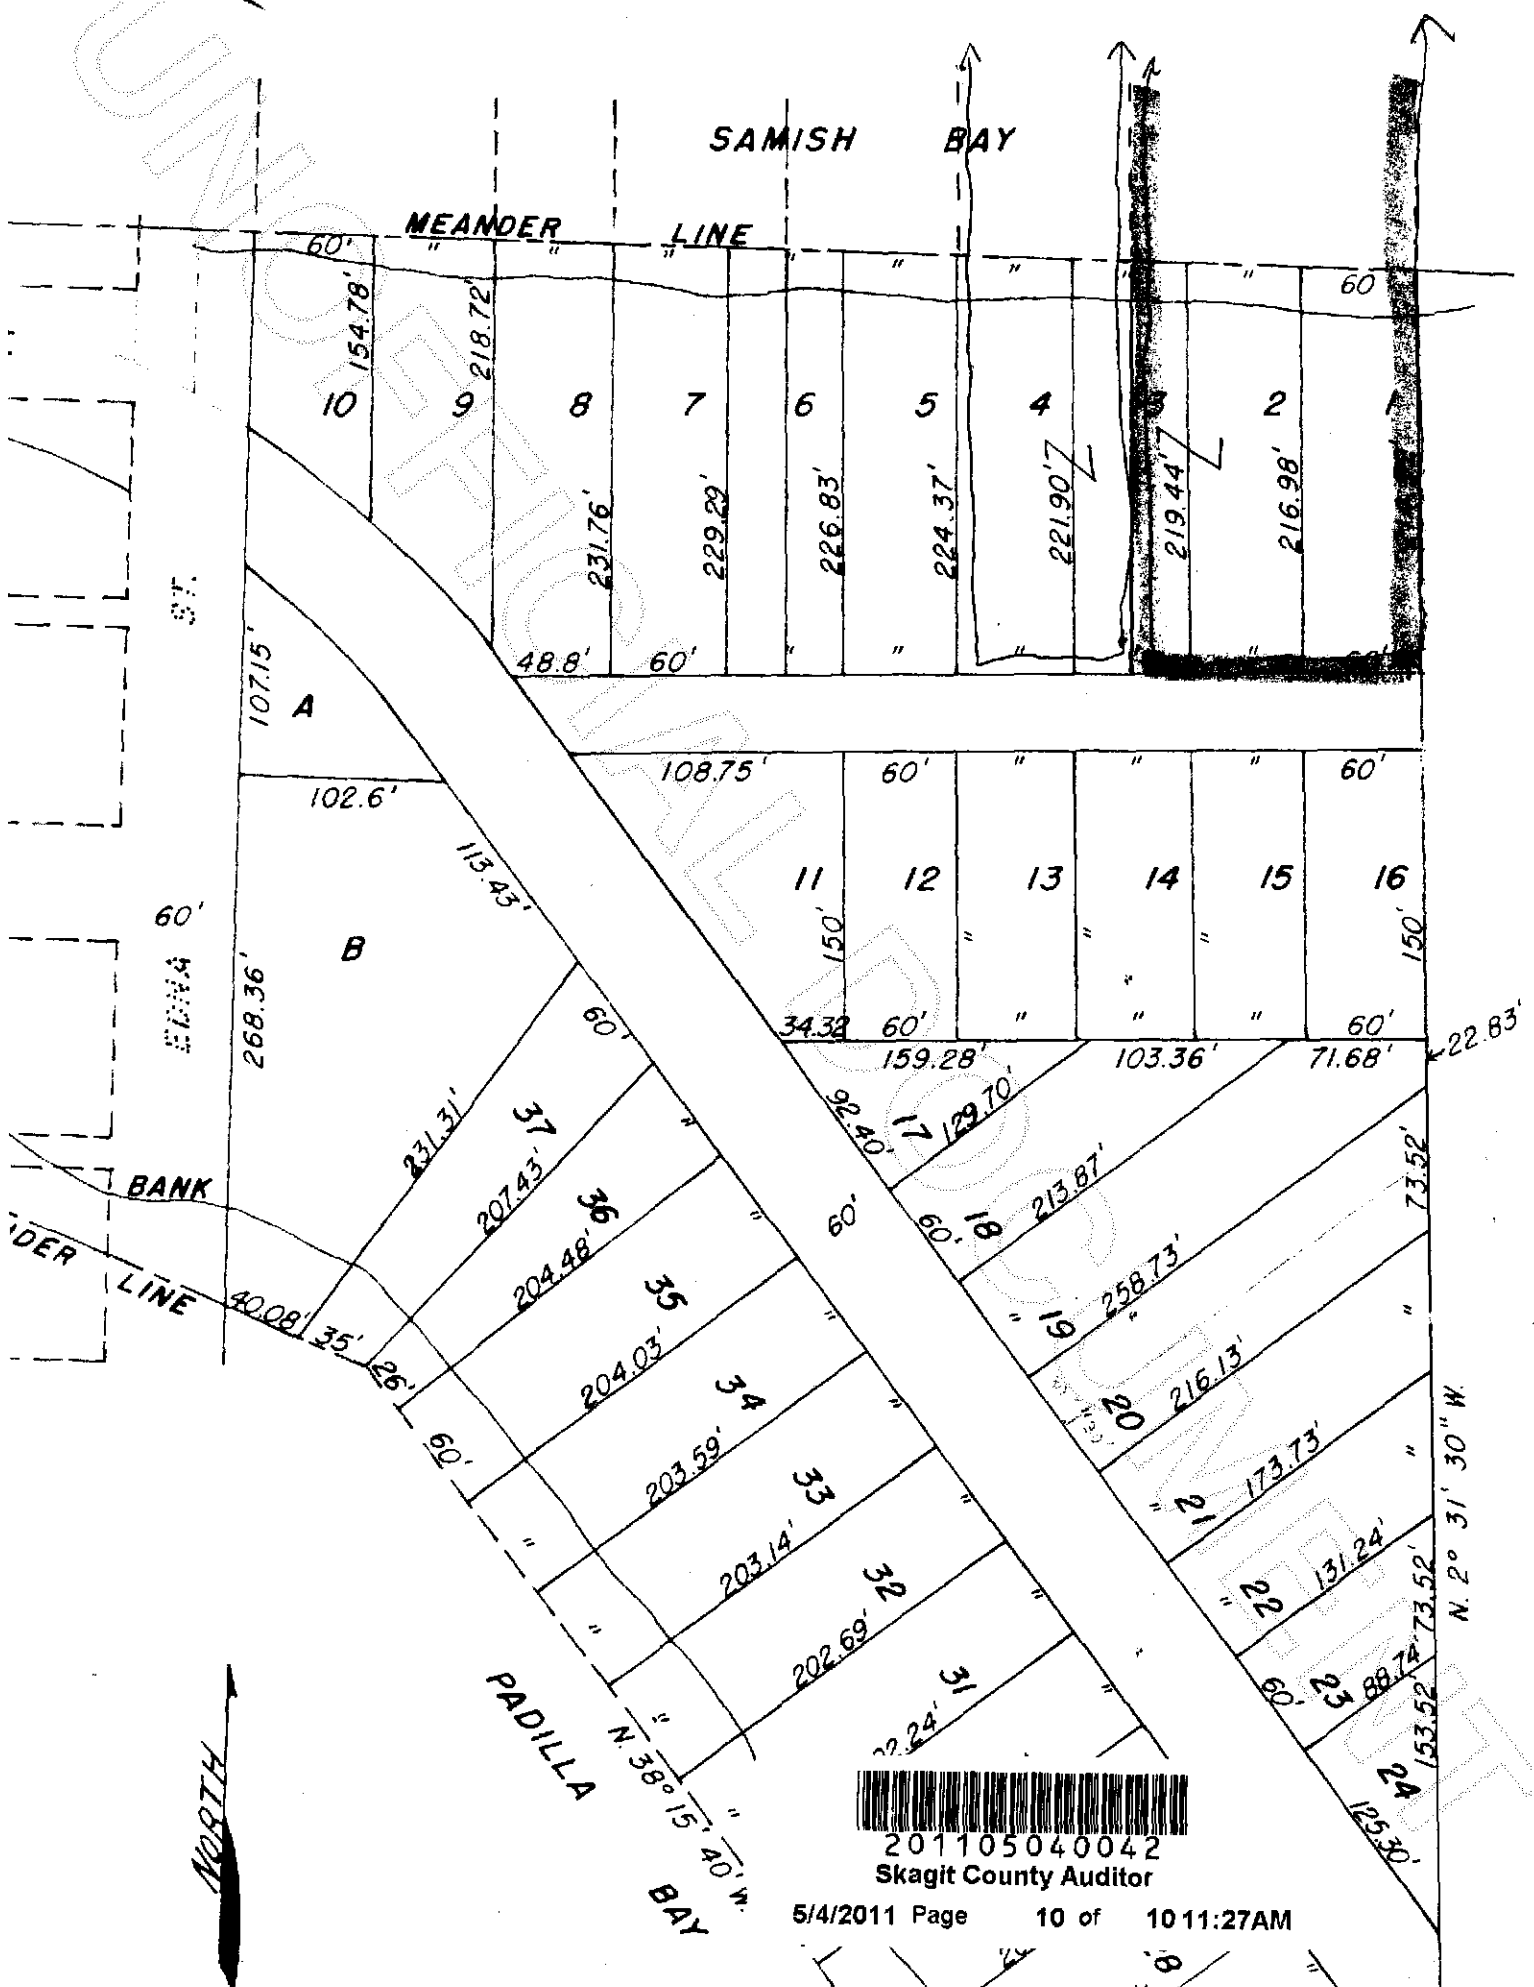 UNOFFICIAL DOCUMENT
SAMISH BAY
MEANDER LINE
60' " " " " " " " " 60'
154.78'
218.72'
10 9 8 7 6 5 4 3 2 1
231.76'
229.29'
226.83'
224.37'
221.90'
219.44'
216.98'
Z Z
48.8' 60' " " " "
EDNA ST.
60'
107.15'
A
102.6'
108.75' 60' " " " 60'
113.43'
11 12 13 14 15 16
150' " " " 150'
B
268.36'
34.32 60' " " " 60'
159.28' 103.36' 71.68' 22.83'
60'
92.40'
17 129.70'
231.31'
37
207.43'
36
204.48'
35
204.03'
34
203.59'
33
203.14'
32
202.69'
31
60'
60'
18 213.87'
73.52'
19 258.73'
20 216.13'
21 173.73'
22 131.24'
73.52'
23 88.74'
60'
24
153.52'
125.30'
N. 2° 31' 30" W.
BANK
LINE
40.08' 35' 26'
60'
N. 38° 15' 40" W.
PADILLA BAY
NORTH
201105040042
Skagit County Auditor
5/4/2011 Page 10 of 10 11:27AM